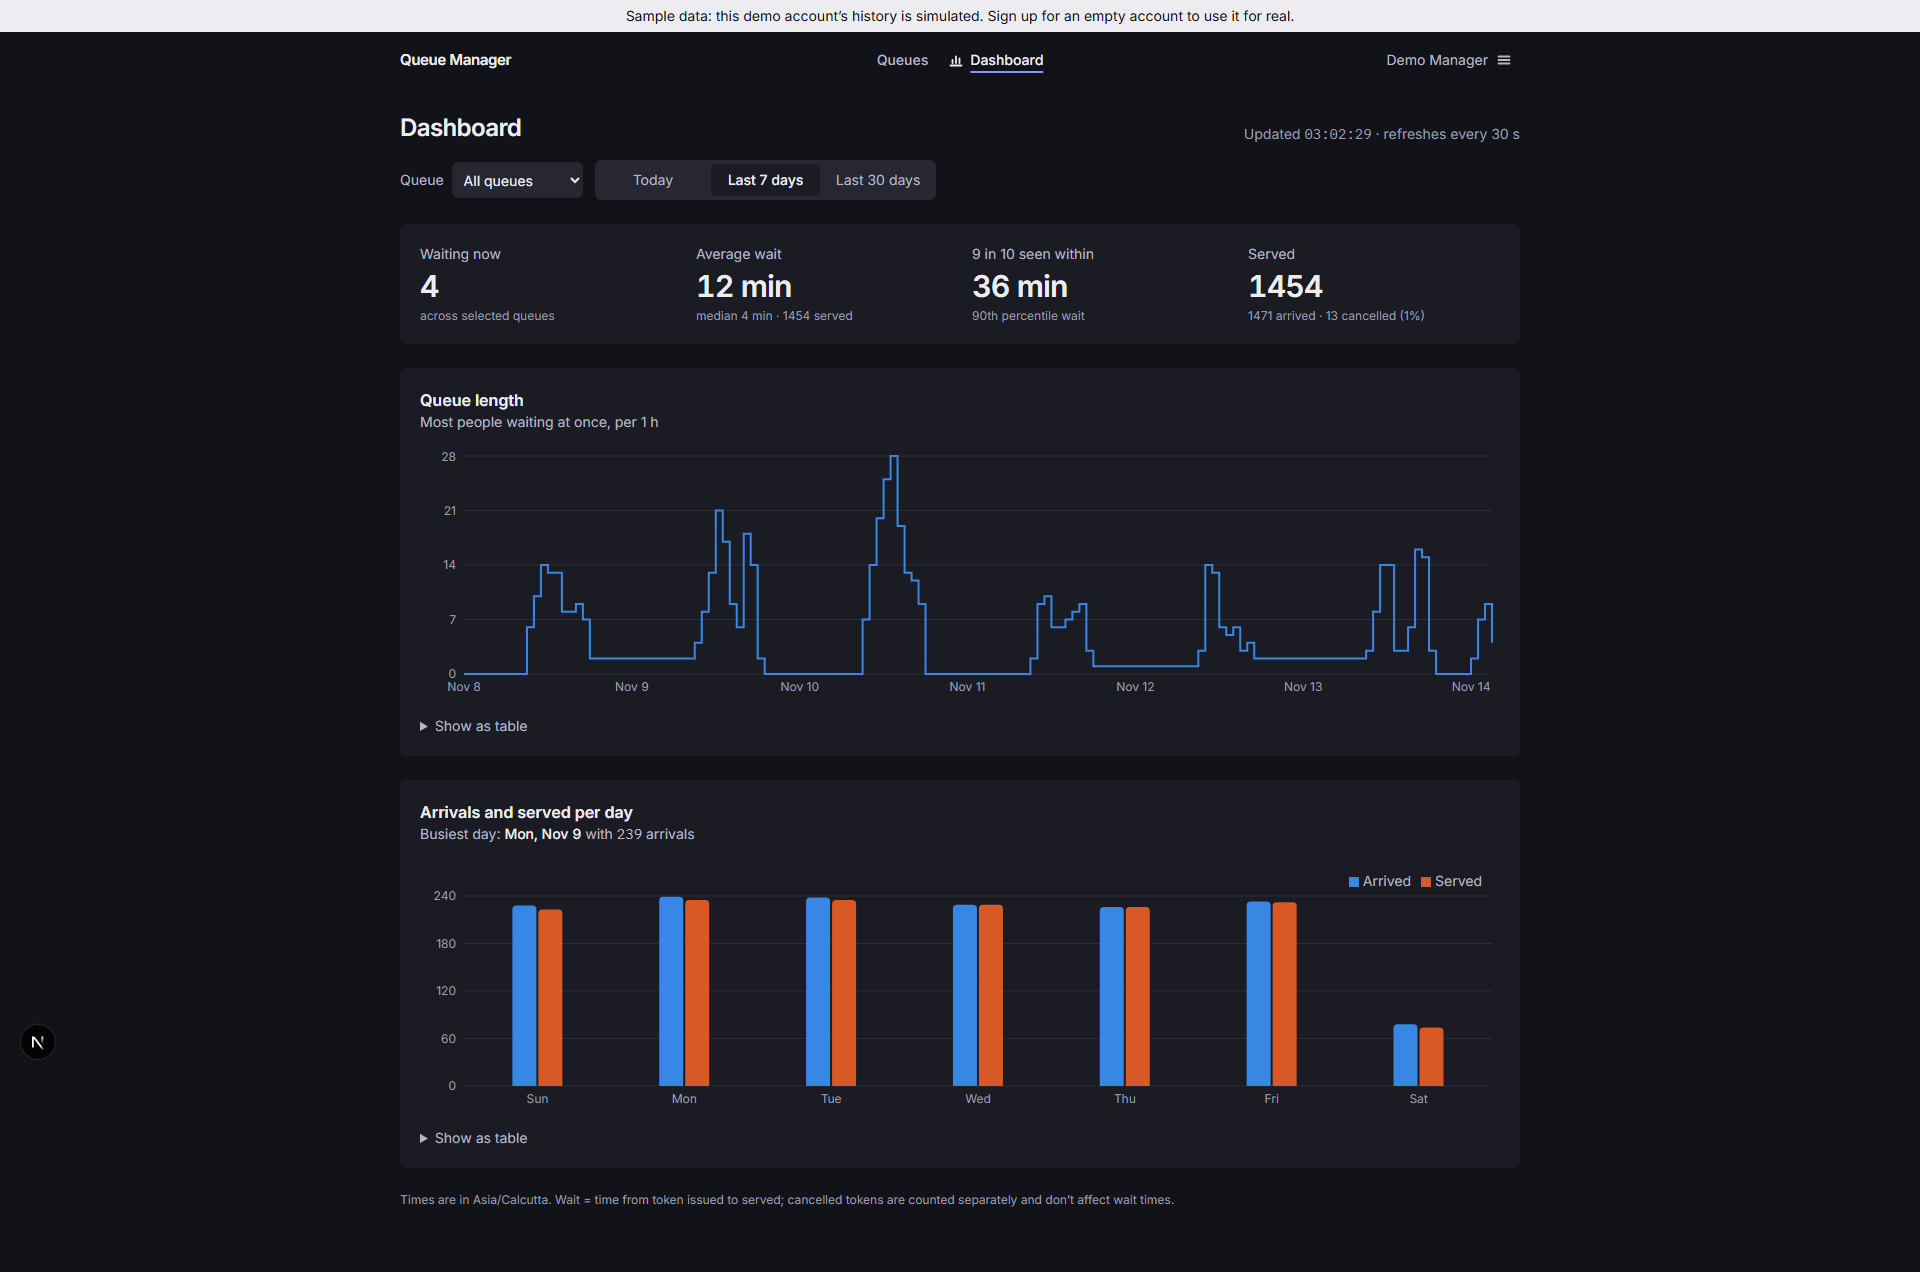 Sample data: this demo account’s history is simulated. Sign up for an empty account to use it for real.
Queue Manager
Queues
Dashboard
Demo Manager
Dashboard
Updated 03:02:29 · refreshes every 30 s
Queue
All queues
Today
Last 7 days
Last 30 days
Waiting now
4
across selected queues
Average wait
12 min
median 4 min · 1454 served
9 in 10 seen within
36 min
90th percentile wait
Served
1454
1471 arrived · 13 cancelled (1%)
Queue length
Most people waiting at once, per 1 h
28
21
14
7
0
Nov 8
Nov 9
Nov 10
Nov 11
Nov 12
Nov 13
Nov 14
Show as table
Arrivals and served per day
Busiest day: Mon, Nov 9 with 239 arrivals
Arrived
Served
240
180
120
60
0
Sun
Mon
Tue
Wed
Thu
Fri
Sat
Show as table
N
Times are in Asia/Calcutta. Wait = time from token issued to served; cancelled tokens are counted separately and don’t affect wait times.